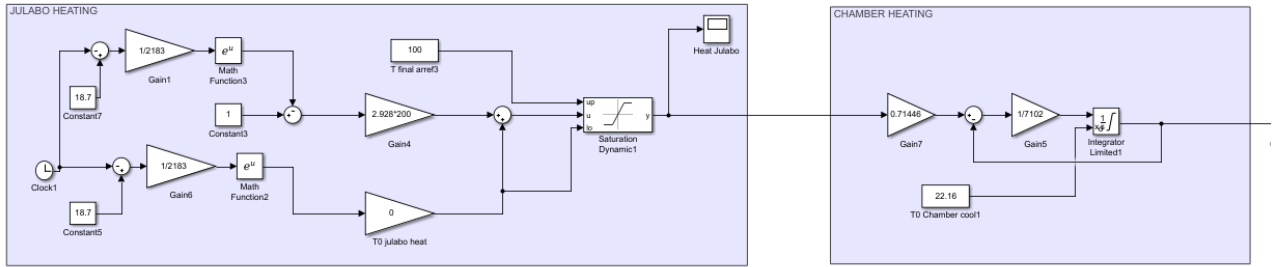 JULABO HEATING
1/2183
Gain1
e^u
Math
Function3
18.7
Constant7
1
Constant3
100
T final arref3
2.928*200
Gain4
up
u
lo
y
Saturation
Dynamic1
Heat Julabo
Clock1
1/2183
Gain6
e^u
Math
Function2
18.7
Constant5
0
T0 julabo heat
CHAMBER HEATING
0.71446
Gain7
1/7102
Gain5
1
Integrator
Limited1
22.16
T0 Chamber cool1